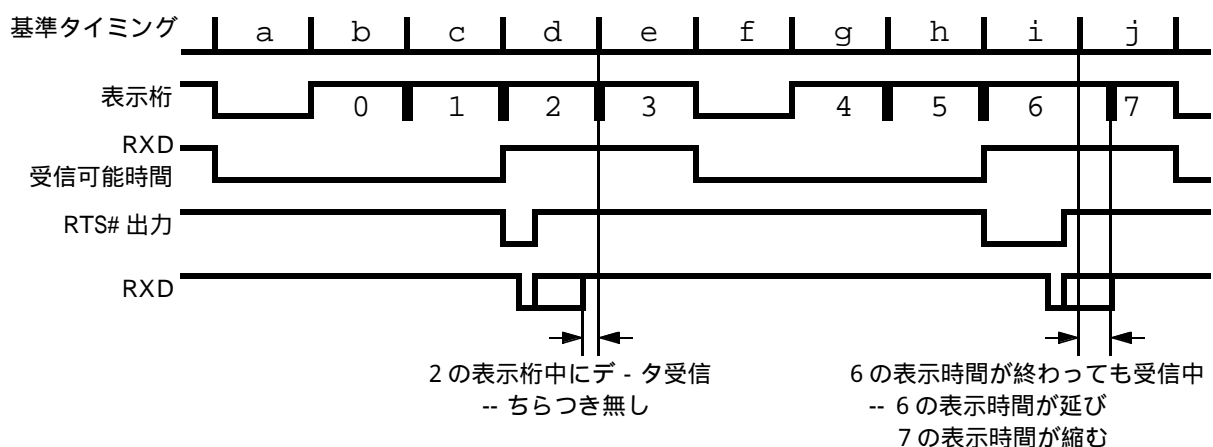 基準タイミング a b c d e f g h i j
表示桁 0 1 2 3 4 5 6 7
RXD
受信可能時間
RTS# 出力
RXD
2の表示桁中にデ-タ受信
-- ちらつき無し
6の表示時間が終わっても受信中
-- 6の表示時間が延び
7の表示時間が縮む